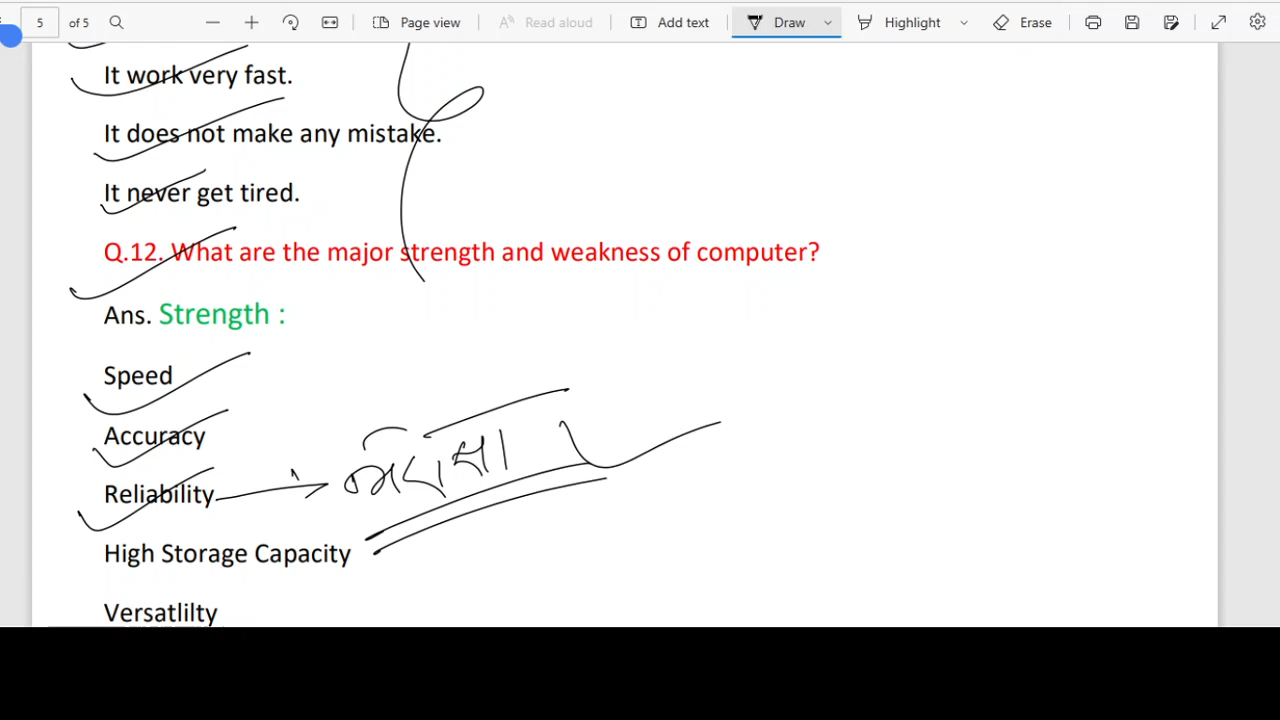 5 of 5 Page view Read aloud Add text Draw Highlight Erase
It work very fast.
It does not make any mistake.
It never get tired.
Q.12. What are the major strength and weakness of computer?
Ans. Strength :
Speed
Accuracy
Reliability
High Storage Capacity
Versatlilty